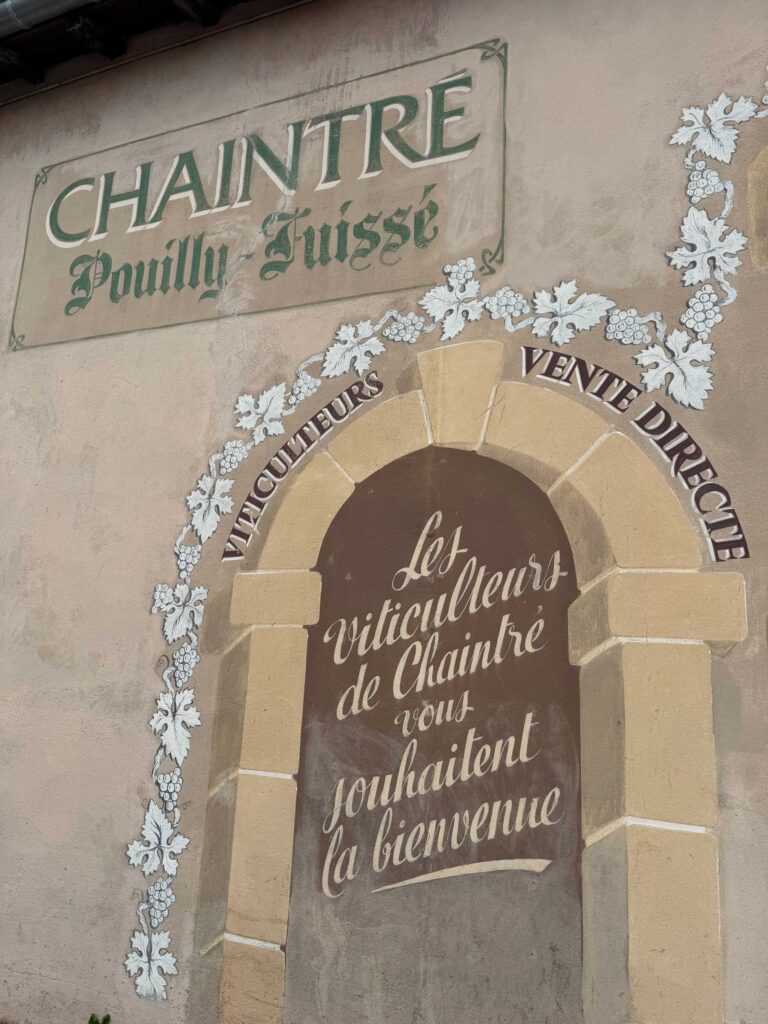 CHAINTRÉ
Pouilly-Fuissé
VITICULTEURS
VENTE DIRECTE
Les
viticulteurs
de Chaintré
vous
souhaitent
la bienvenue